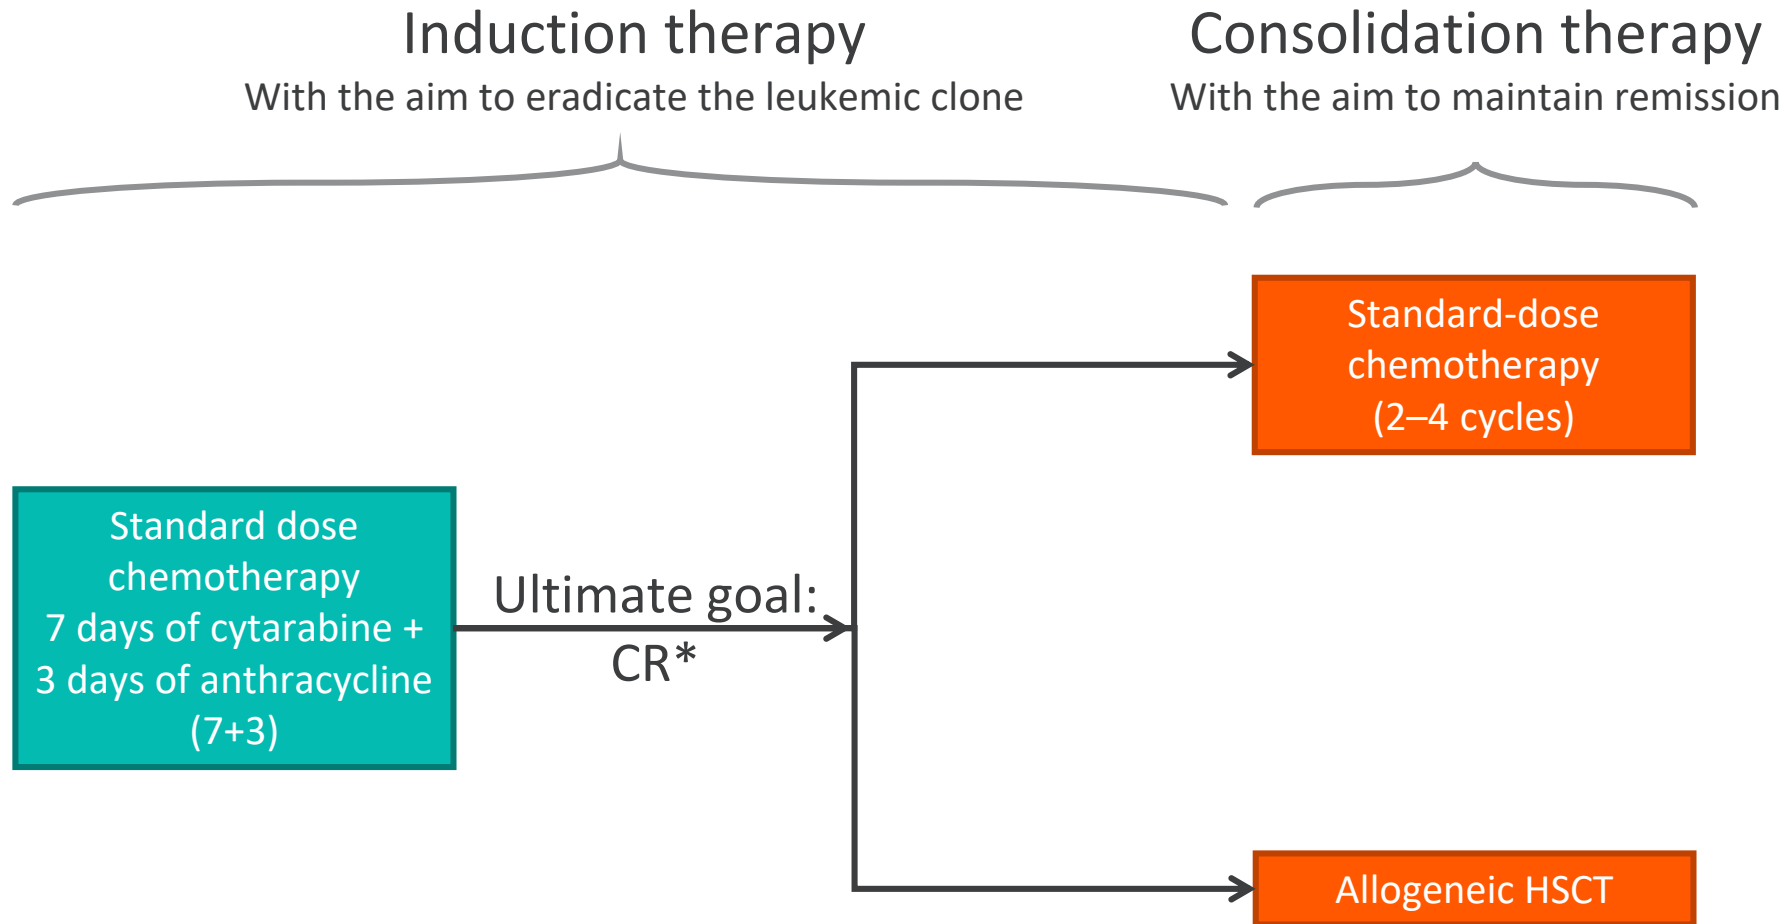 Induction therapy
With the aim to eradicate the leukemic clone
Consolidation therapy
With the aim to maintain remission
Standard dose
chemotherapy
7 days of cytarabine +
3 days of anthracycline
(7+3)
Ultimate goal:
CR*
Standard-dose
chemotherapy
(2–4 cycles)
Allogeneic HSCT